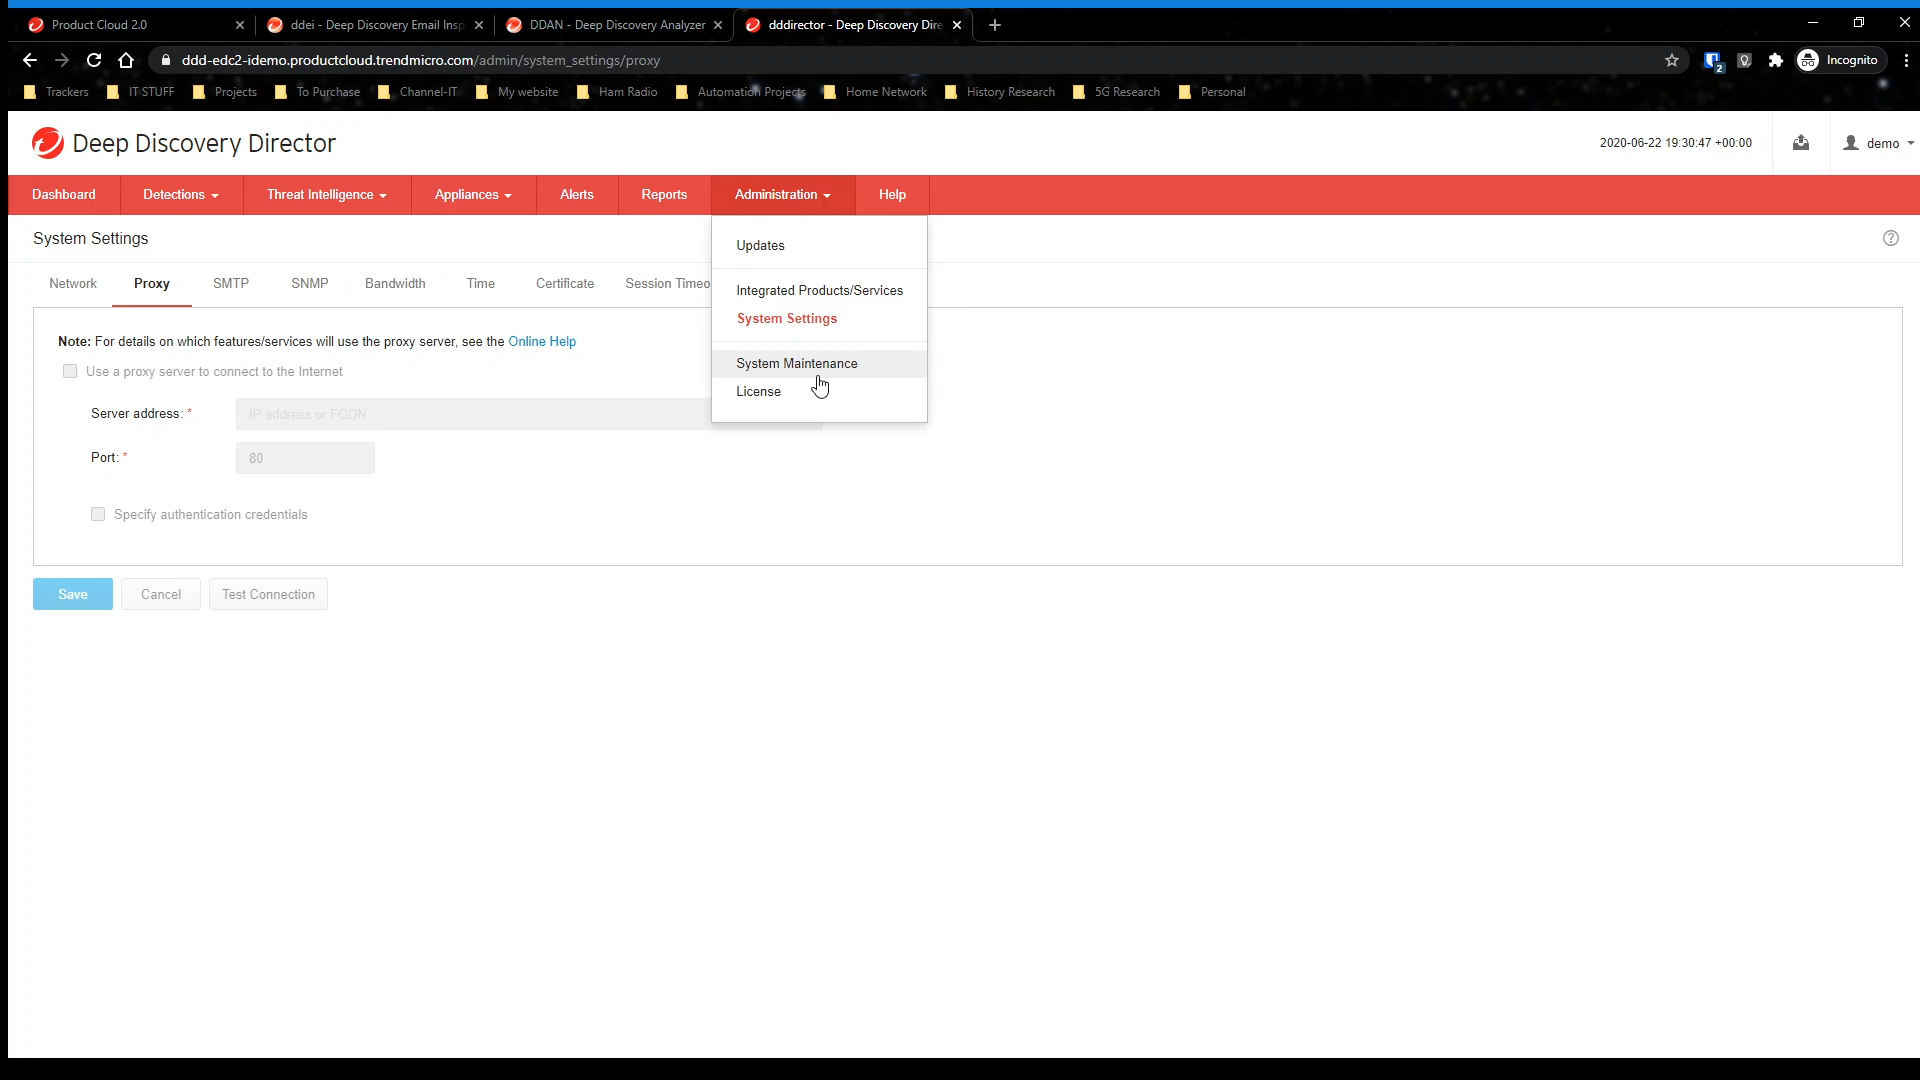 Product Cloud 2.0
ddei - Deep Discovery Email Insp
DDAN - Deep Discovery Analyzer
dddirector - Deep Discovery Dire
ddd-edc2-idemo.productcloud.trendmicro.com/admin/system_settings/proxy
2
Incognito
Trackers
IT STUFF
Projects
To Purchase
Channel-IT
My website
Ham Radio
Automation Projects
Home Network
History Research
5G Research
Personal
Deep Discovery Director
2020-06-22 19:30:47 +00:00
demo
Dashboard
Detections
Threat Intelligence
Appliances
Alerts
Reports
Administration
Help
System Settings
Updates
Integrated Products/Services
System Settings
System Maintenance
License
Network
Proxy
SMTP
SNMP
Bandwidth
Time
Certificate
Session Timeo
Note: For details on which features/services will use the proxy server, see the Online Help
Use a proxy server to connect to the Internet
Server address: *
IP address or FQDN
Port: *
80
Specify authentication credentials
Save
Cancel
Test Connection